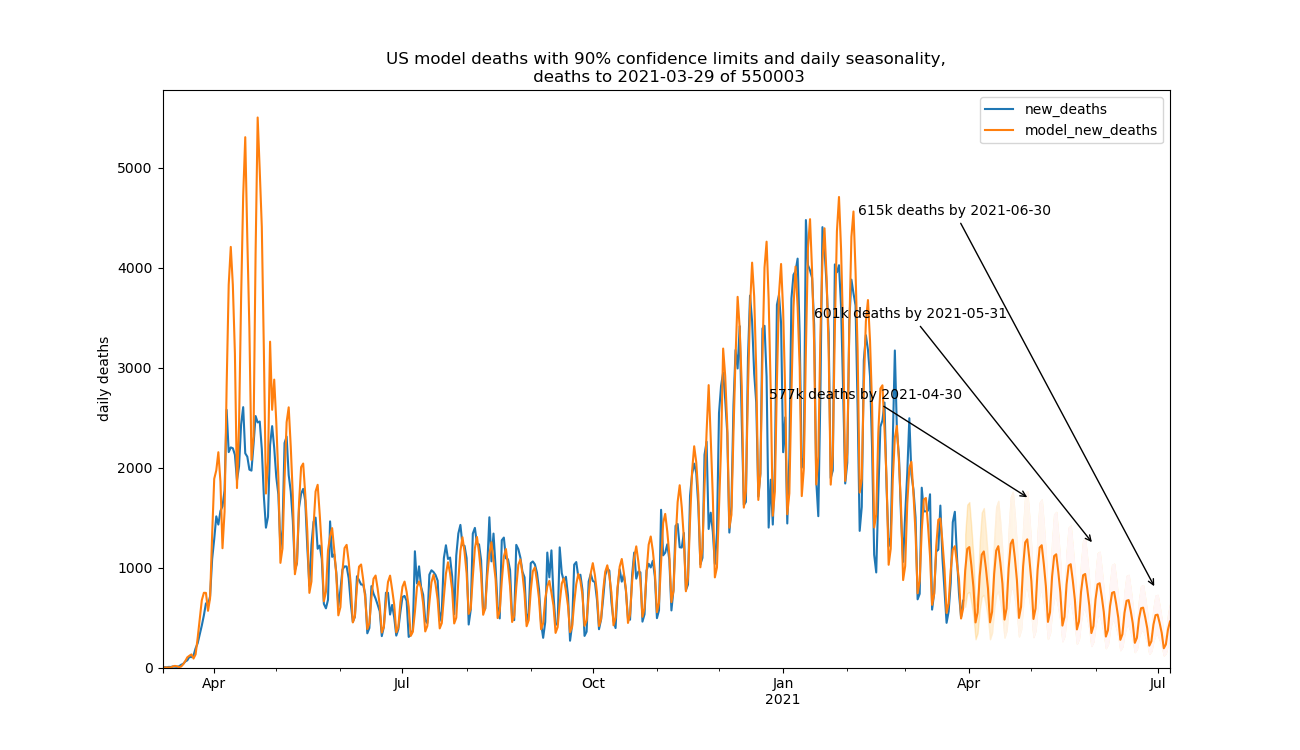 US model deaths with 90% confidence limits and daily seasonality,
deaths to 2021-03-29 of 550003
new_deaths
model_new_deaths
5000
4000
3000
2000
1000
0
daily deaths
615k deaths by 2021-06-30
601k deaths by 2021-05-31
577k deaths by 2021-04-30
Apr
Jul
Oct
Jan
2021
Apr
Jul